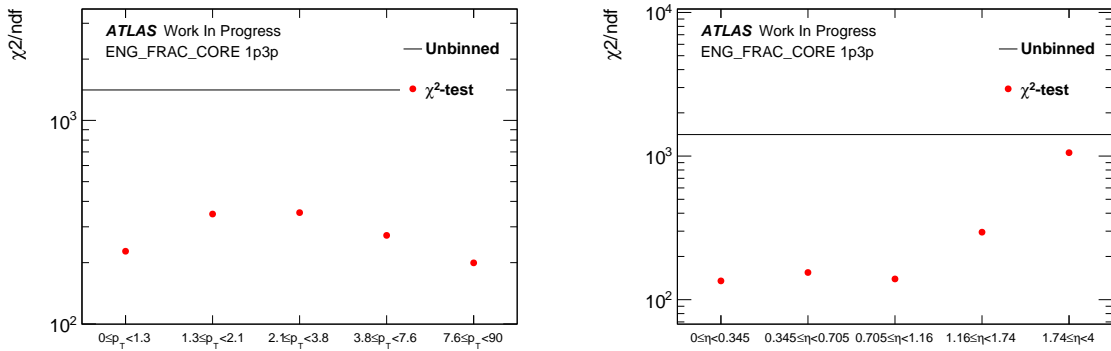 χ2/ndf
ATLAS Work In Progress
ENG_FRAC_CORE 1p3p
Unbinned
χ²-test
10³
10²
0≤p_T<1.3
1.3≤p_T<2.1
2.1≤p_T<3.8
3.8≤p_T<7.6
7.6≤p_T<90
χ2/ndf
ATLAS Work In Progress
ENG_FRAC_CORE 1p3p
Unbinned
χ²-test
10⁴
10³
10²
0≤η<0.345
0.345≤η<0.705
0.705≤η<1.16
1.16≤η<1.74
1.74≤η<4